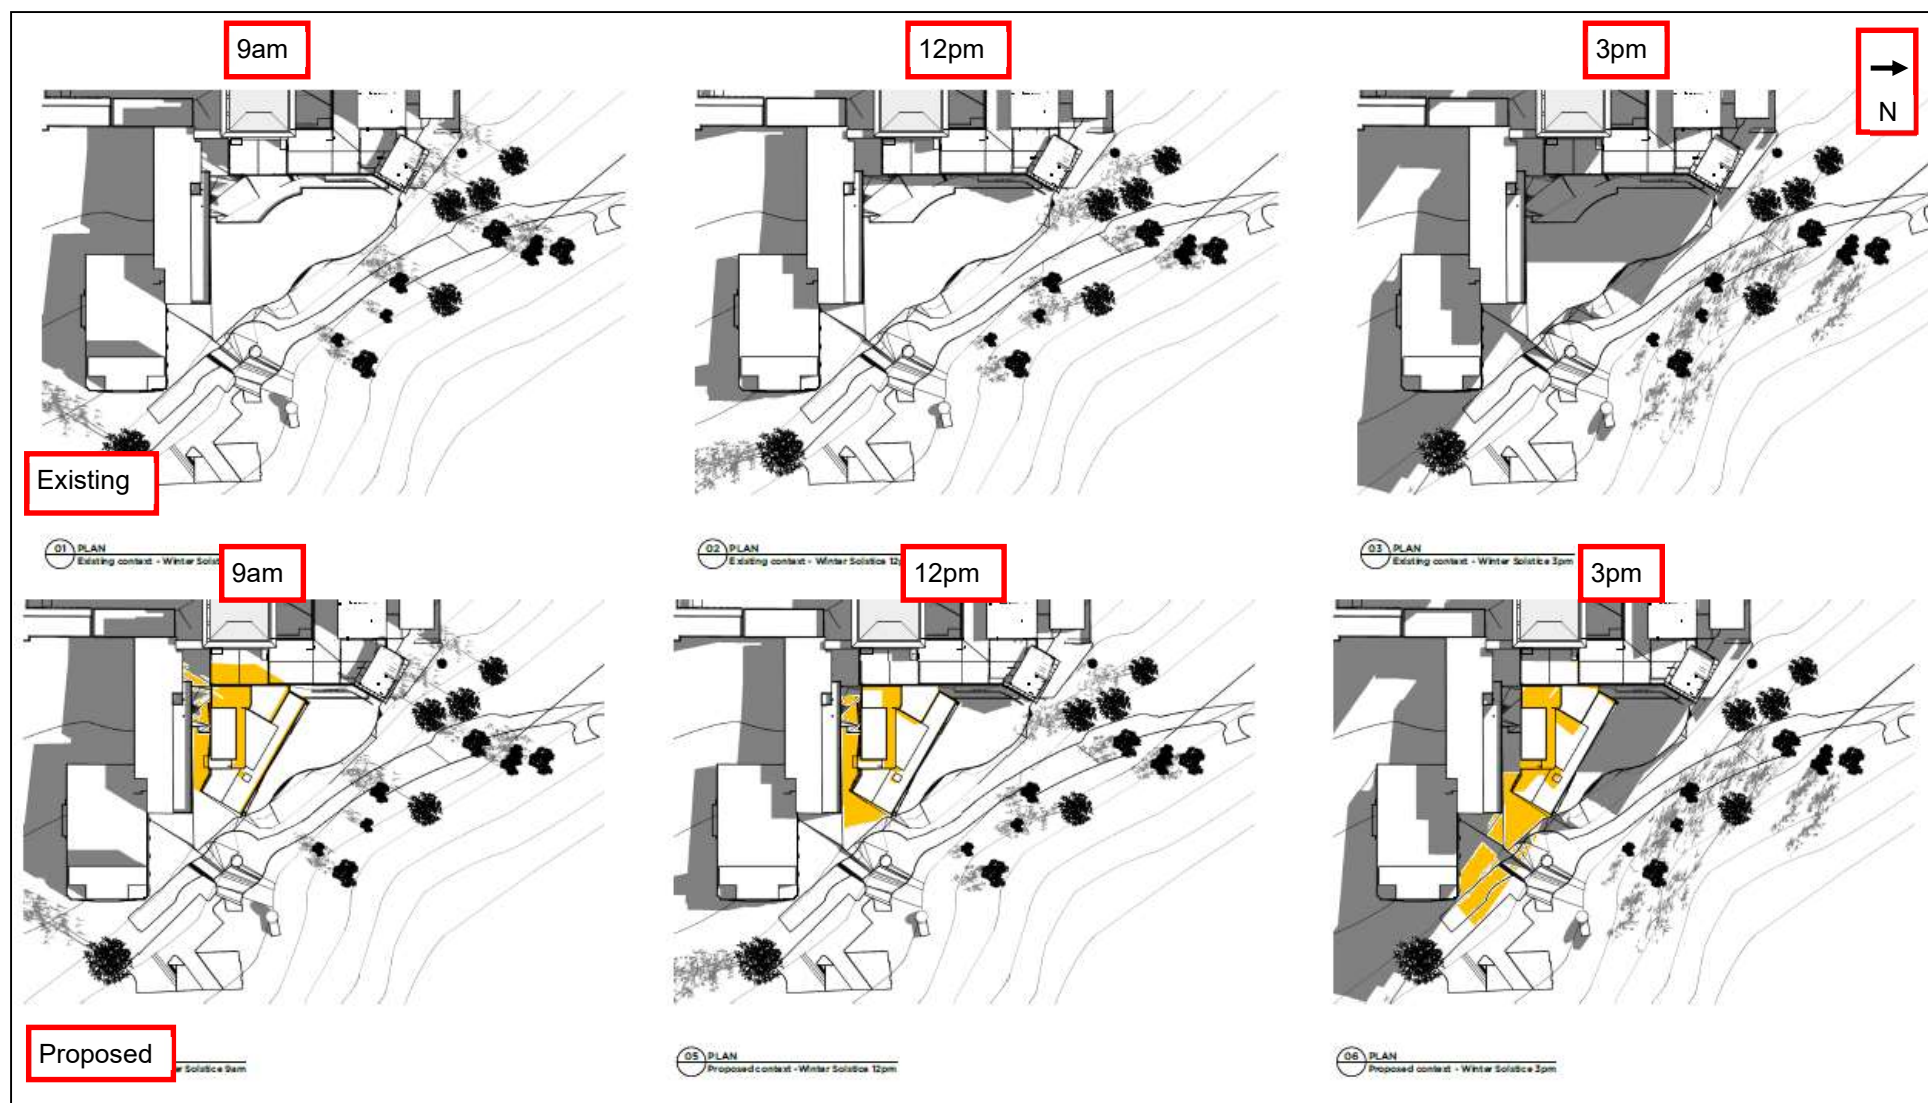 9am
12pm
3pm
N
Existing
01 PLAN
Existing context - Winter Solst
02 PLAN
Existing context - Winter Solstice 12p
03 PLAN
Existing context - Winter Solstice 3pm
9am
12pm
3pm
Proposed
er Solstice 9am
05 PLAN
Proposed context - Winter Solstice 12pm
06 PLAN
Proposed context - Winter Solstice 3pm